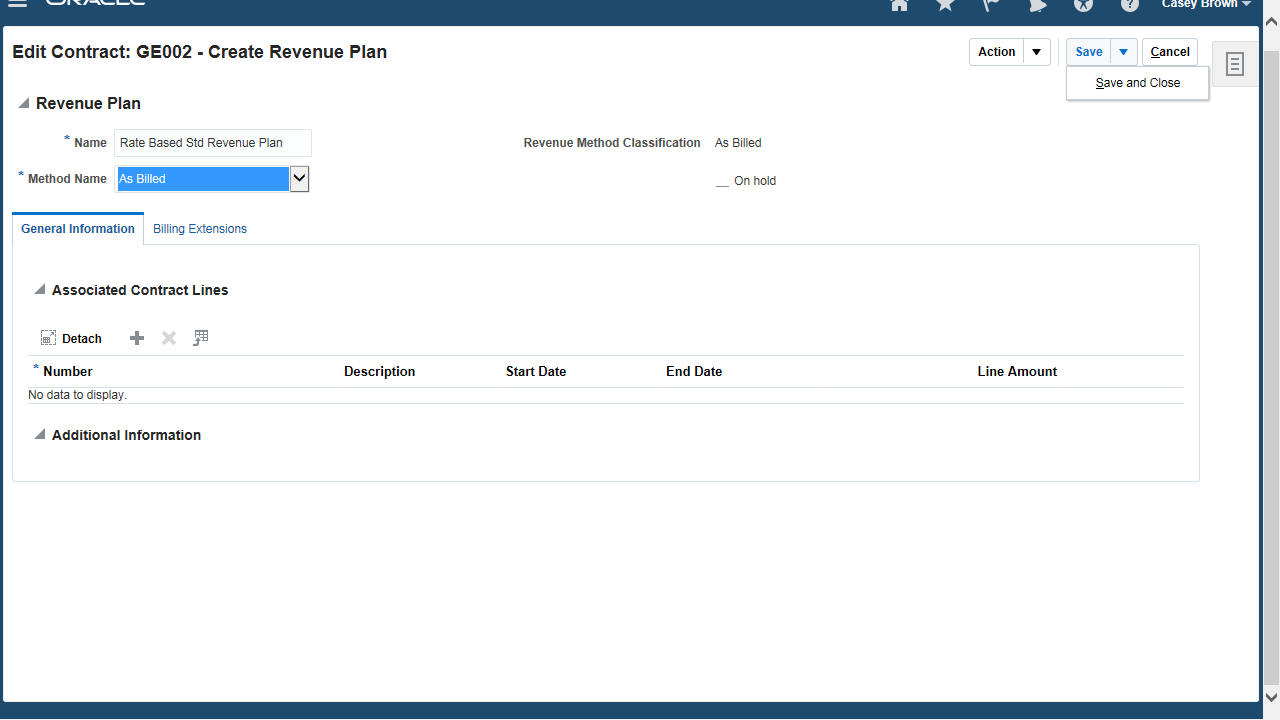 ORACLE
Casey Brown
Edit Contract: GE002 - Create Revenue Plan
Action
Save
Cancel
Save and Close
Revenue Plan
* Name Rate Based Std Revenue Plan
Revenue Method Classification As Billed
* Method Name As Billed
On hold
General Information
Billing Extensions
Associated Contract Lines
Detach
* Number Description Start Date End Date Line Amount
No data to display.
Additional Information